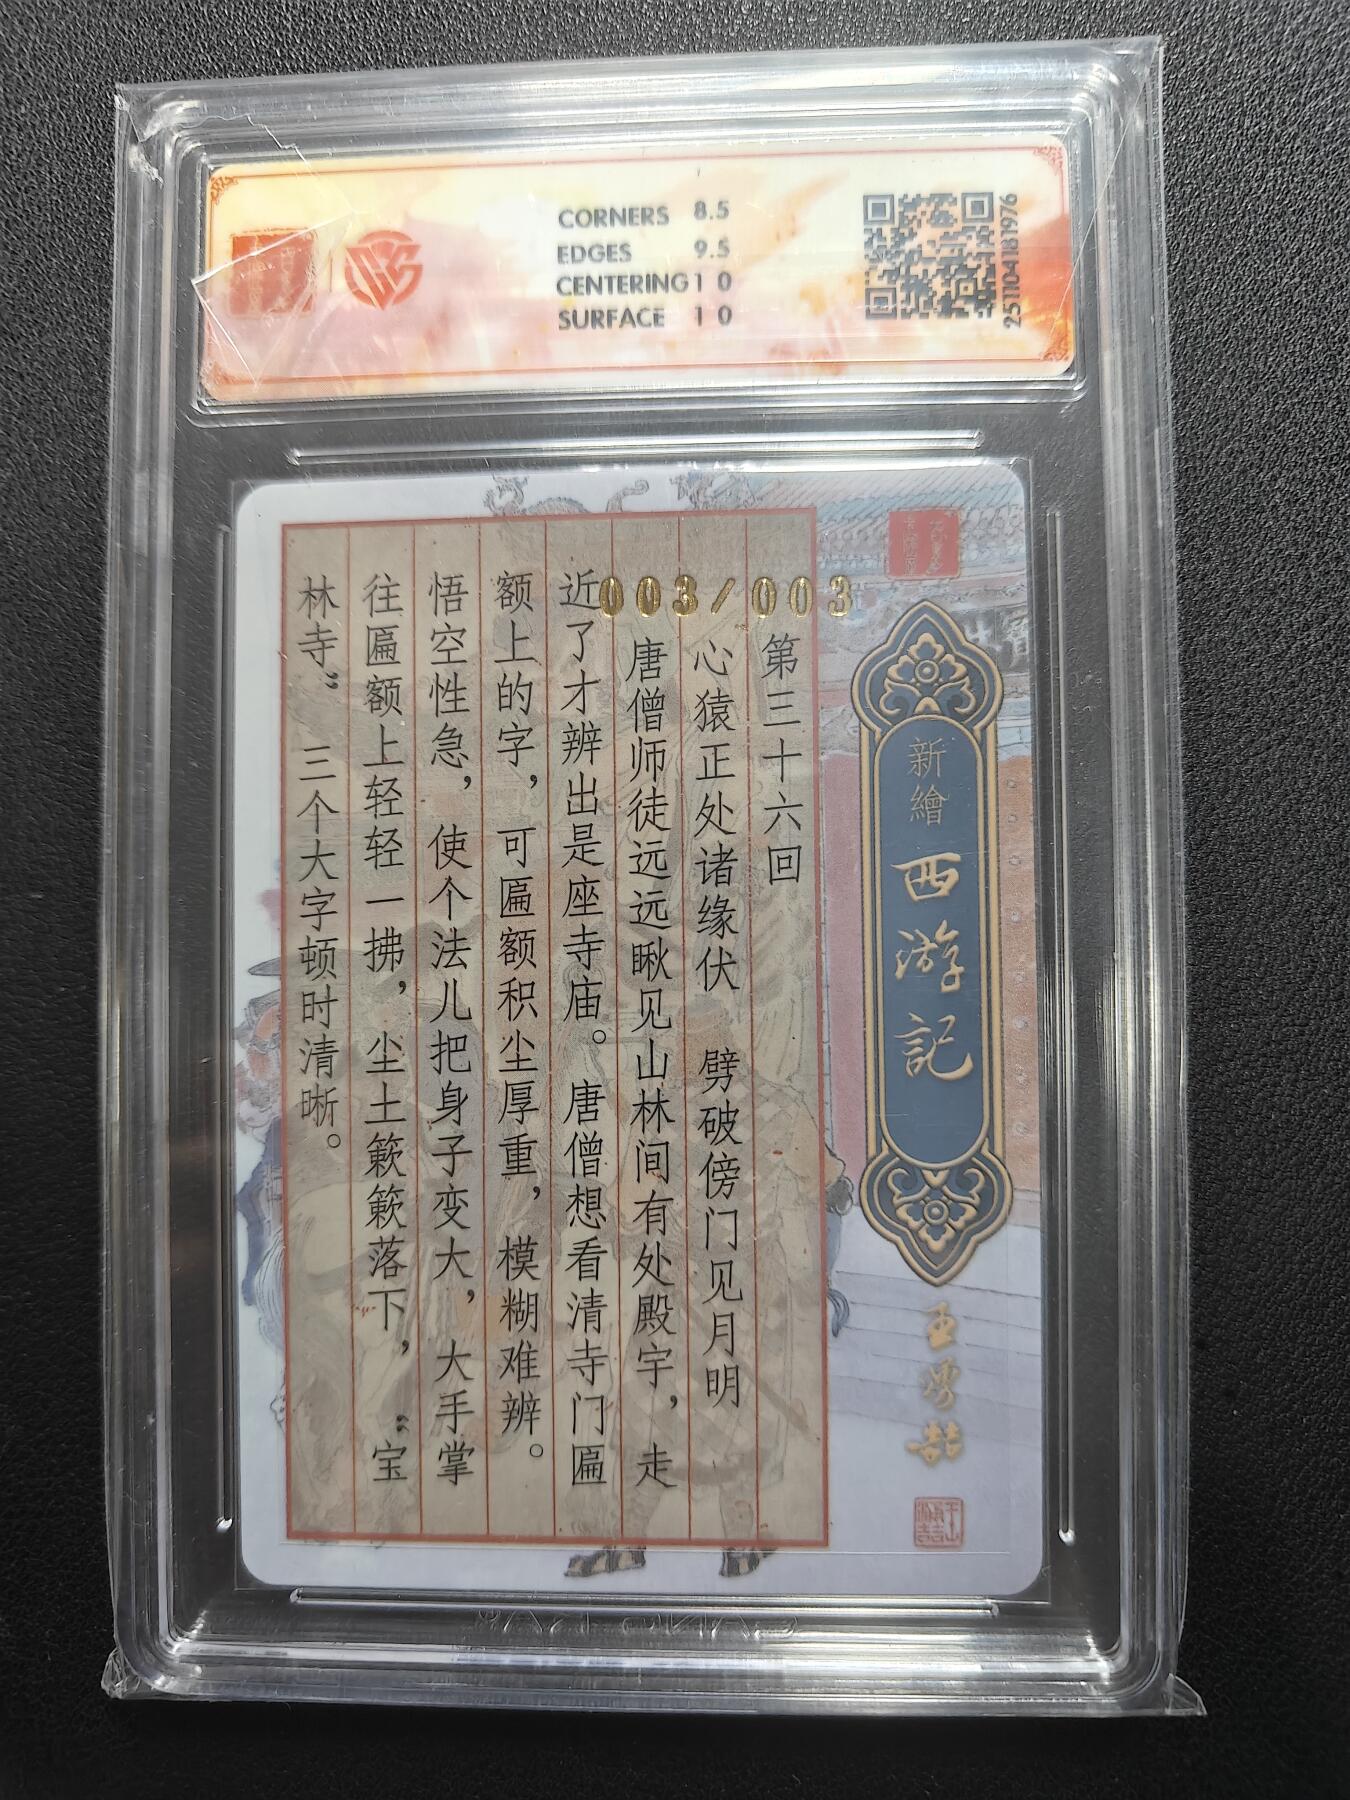 CORNERS 8.5
EDGES 9.5
CENTERING 10
SURFACE 10
251104181976
003/003
新繪
西游記
第三十六回
心猿正处诸缘伏 劈破傍门见月明
唐僧师徒远远瞅见山林间有处殿宇，走
近了才辨出是座寺庙。唐僧想看清寺门匾
额上的字，可匾额积尘厚重，模糊难辨。
悟空性急，使个法儿把身子变大，大手掌
往匾额上轻轻一拂，尘土簌簌落下，“宝
林寺”三个大字顿时清晰。